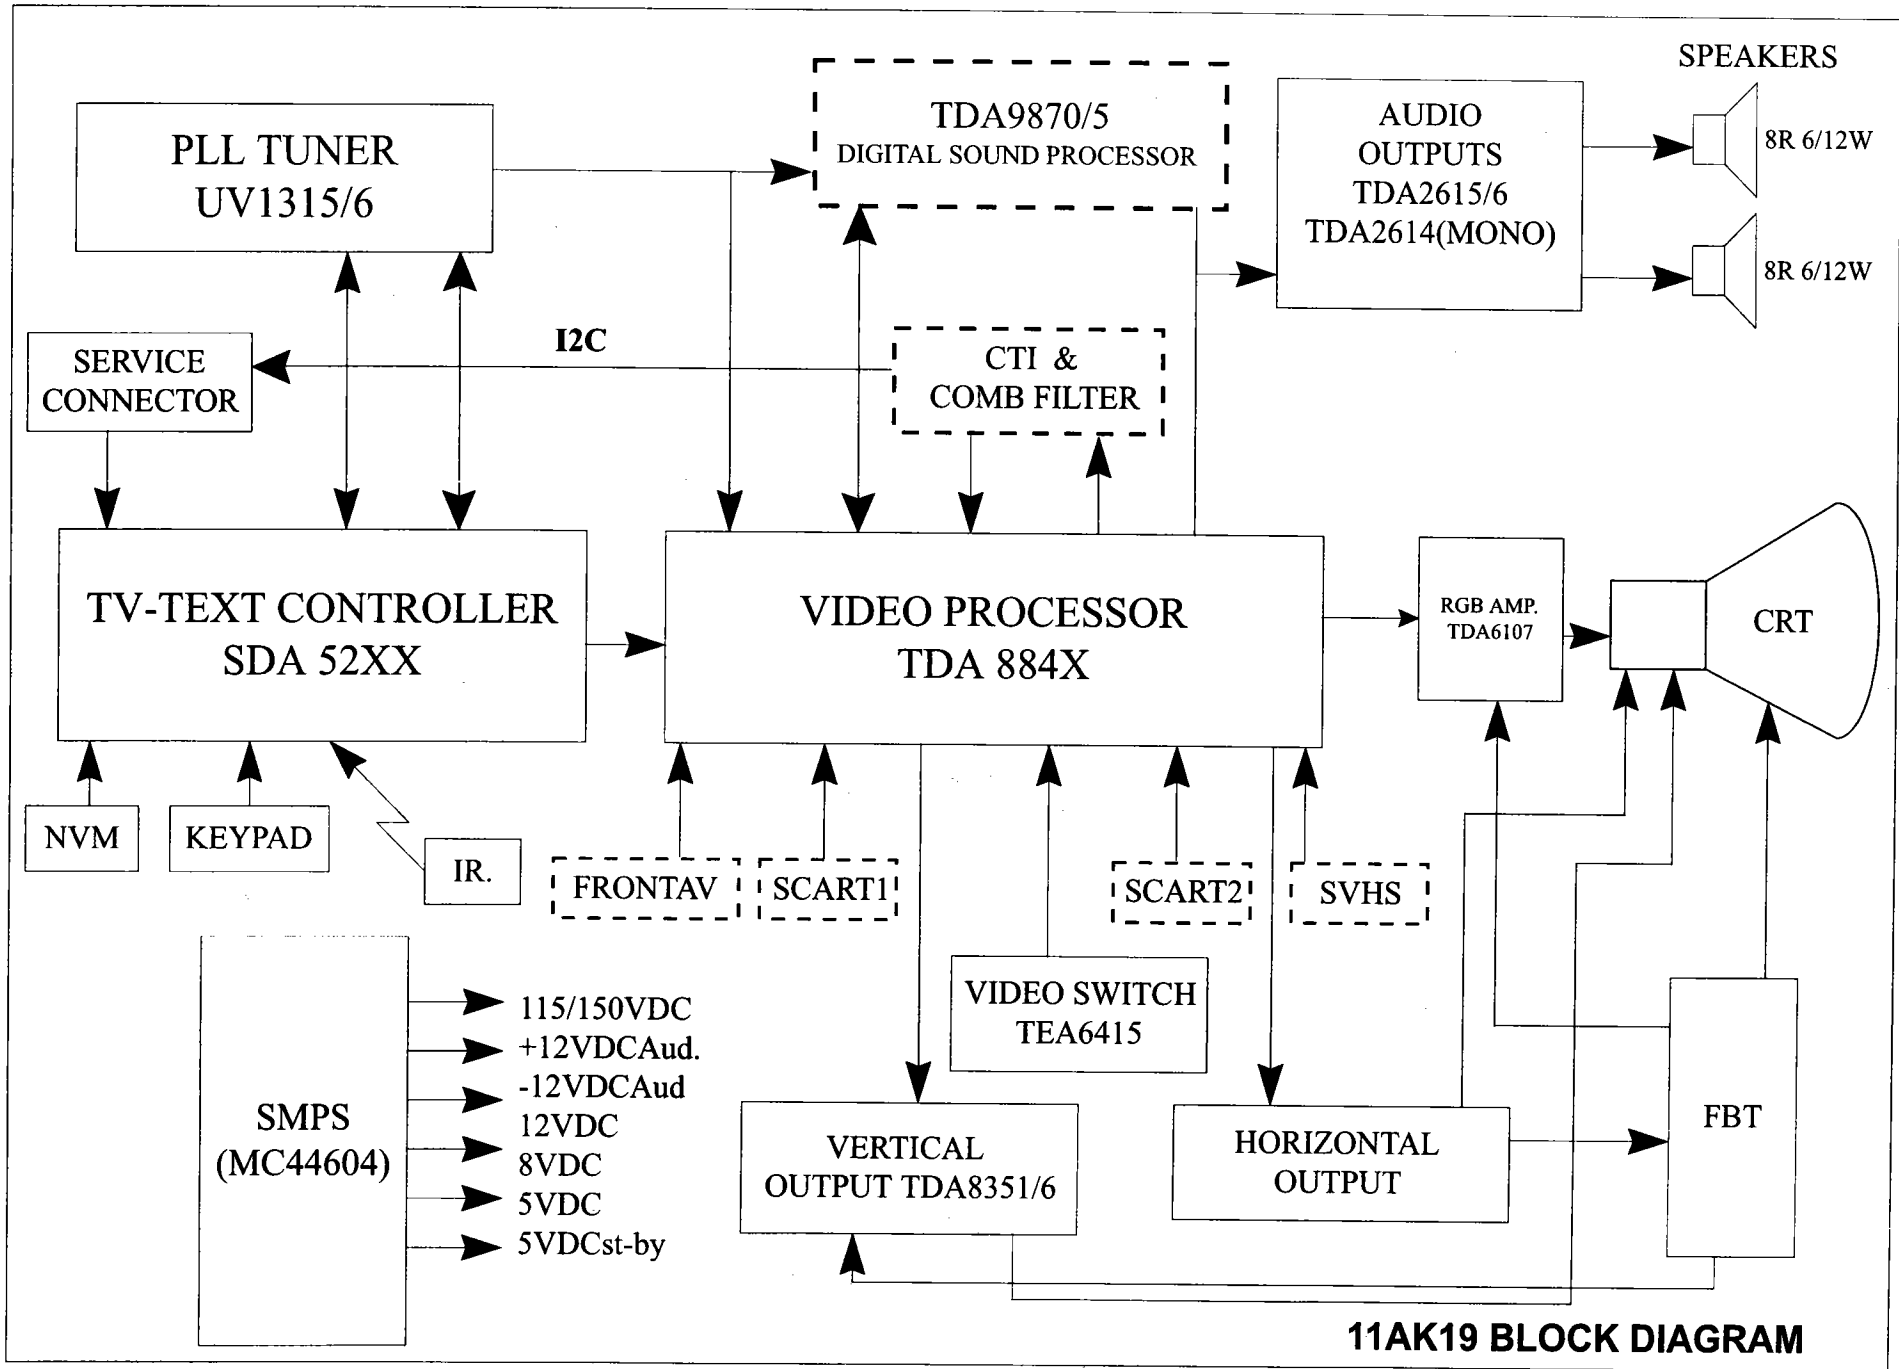 SPEAKERS
PLL TUNER
UV1315/6
TDA9870/5
DIGITAL SOUND PROCESSOR
AUDIO
OUTPUTS
TDA2615/6
TDA2614(MONO)
8R 6/12W
8R 6/12W
SERVICE
CONNECTOR
I2C
CTI &
COMB FILTER
TV-TEXT CONTROLLER
SDA 52XX
VIDEO PROCESSOR
TDA 884X
RGB AMP.
TDA6107
CRT
NVM
KEYPAD
IR.
FRONTAV
SCART1
SCART2
SVHS
VIDEO SWITCH
TEA6415
SMPS
(MC44604)
115/150VDC
+12VDCAud.
-12VDCAud
12VDC
8VDC
5VDC
5VDCst-by
VERTICAL
OUTPUT TDA8351/6
HORIZONTAL
OUTPUT
FBT
11AK19 BLOCK DIAGRAM